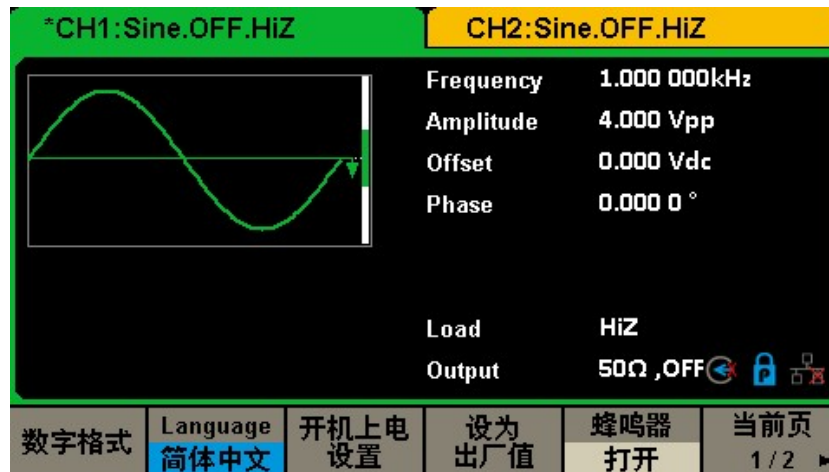 *CH1:Sine.OFF.HiZ
CH2:Sine.OFF.HiZ
Frequency 1.000 000kHz
Amplitude 4.000 Vpp
Offset 0.000 Vdc
Phase 0.000 0 °
Load HiZ
Output 50Ω ,OFF
P
数字格式
Language
简体中文
开机上电
设置
设为
出厂值
蜂鸣器
打开
当前页
1/2 ►